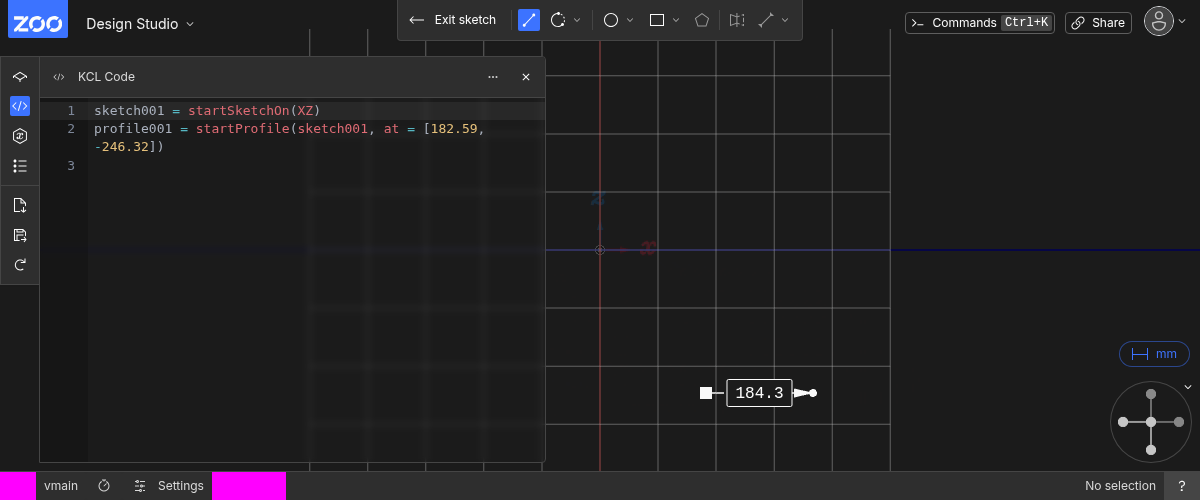 ZOO Design Studio Exit sketch Commands Ctrl+K Share
KCL Code
1 sketch001 = startSketchOn(XZ)
2 profile001 = startProfile(sketch001, at = [182.59,
-246.32])
3
z
x
mm
184.3
vmain Settings No selection ?